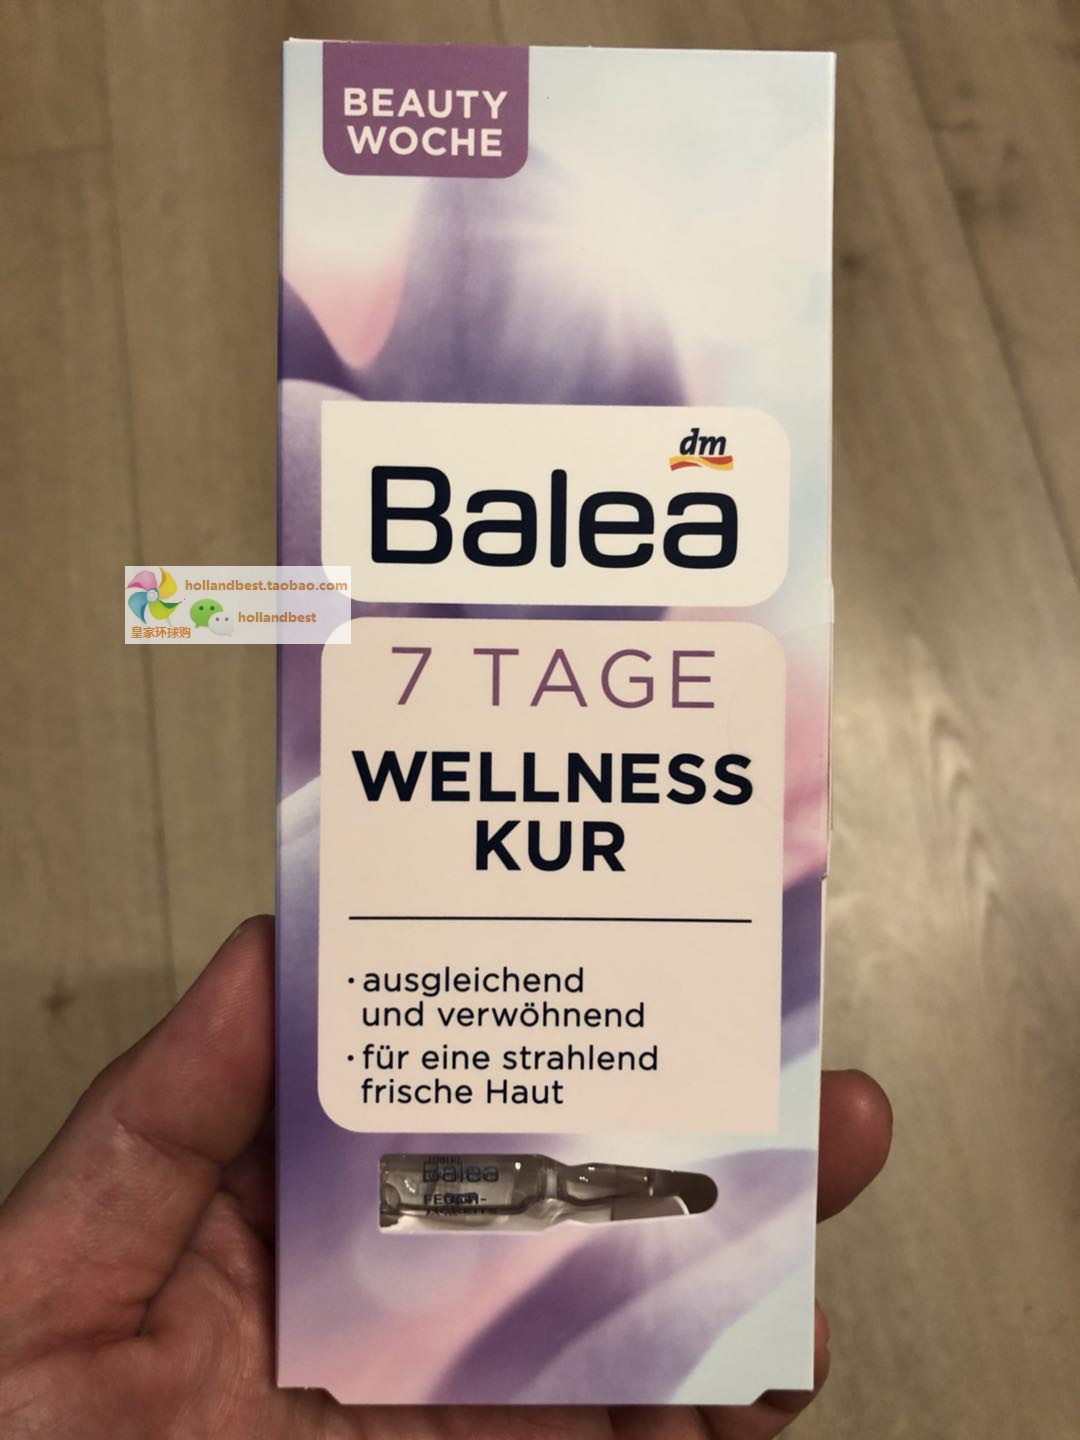 BEAUTY
WOCHE
dm
Balea
hollandbest.taobao.com
hollandbest
皇家环球购
7 TAGE
WELLNESS
KUR
· ausgleichend
und verwöhnend
· für eine strahlend
frische Haut
Balea